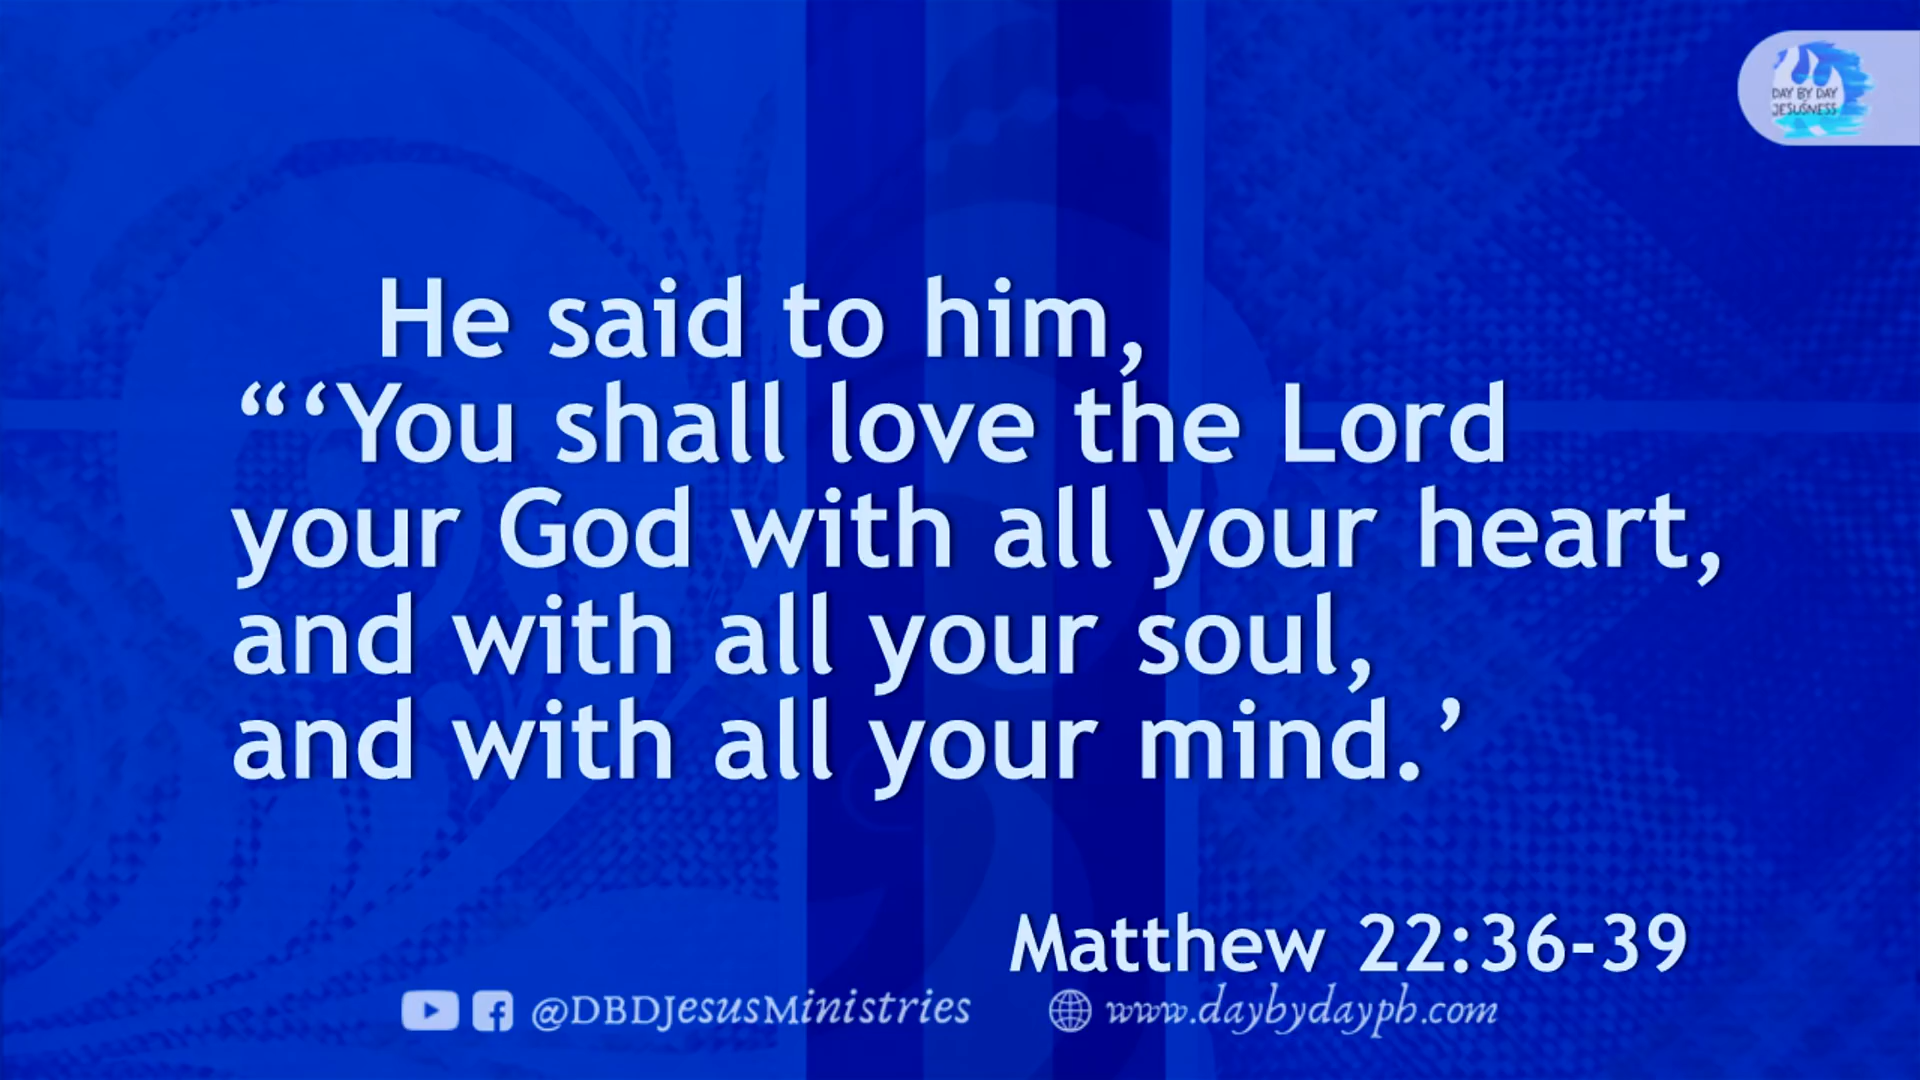 DAY BY DAY
JESUSNESS
He said to him,
“‘You shall love the Lord
your God with all your heart,
and with all your soul,
and with all your mind.’
Matthew 22:36-39
@DBDJesusMinistries
www.daybydayph.com